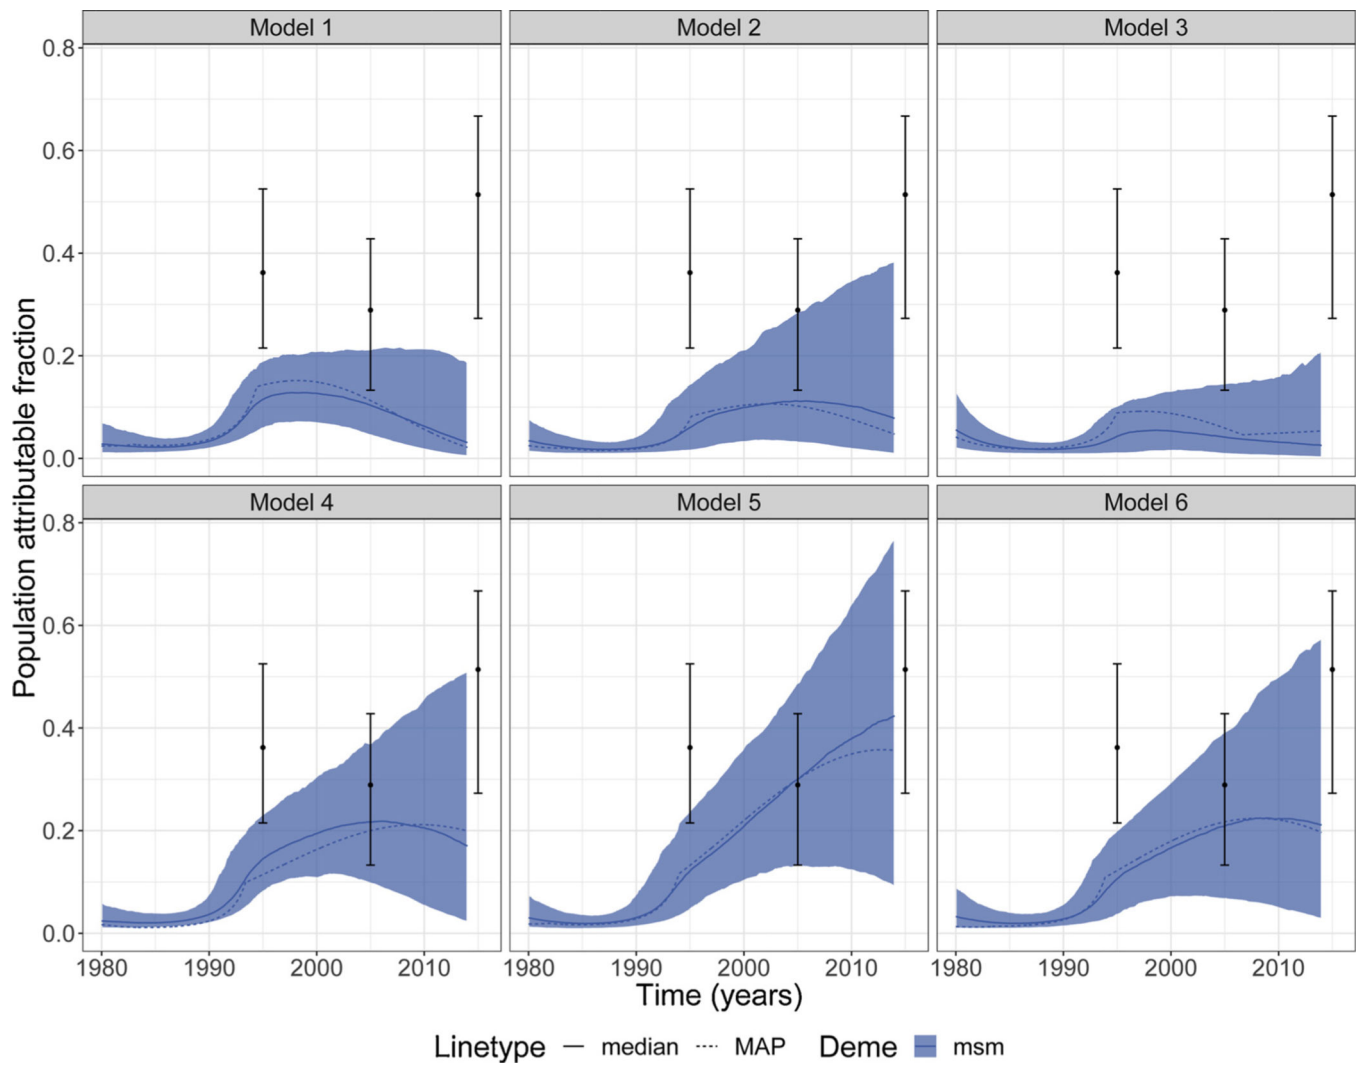 Model 1 Model 2 Model 3
0.8
0.6
0.4
0.2
0.0
Model 4 Model 5 Model 6
0.8
0.6
0.4
0.2
0.0
Population attributable fraction
1980 1990 2000 2010 1980 1990 2000 2010 1980 1990 2000 2010
Time (years)
Linetype median MAP Deme msm